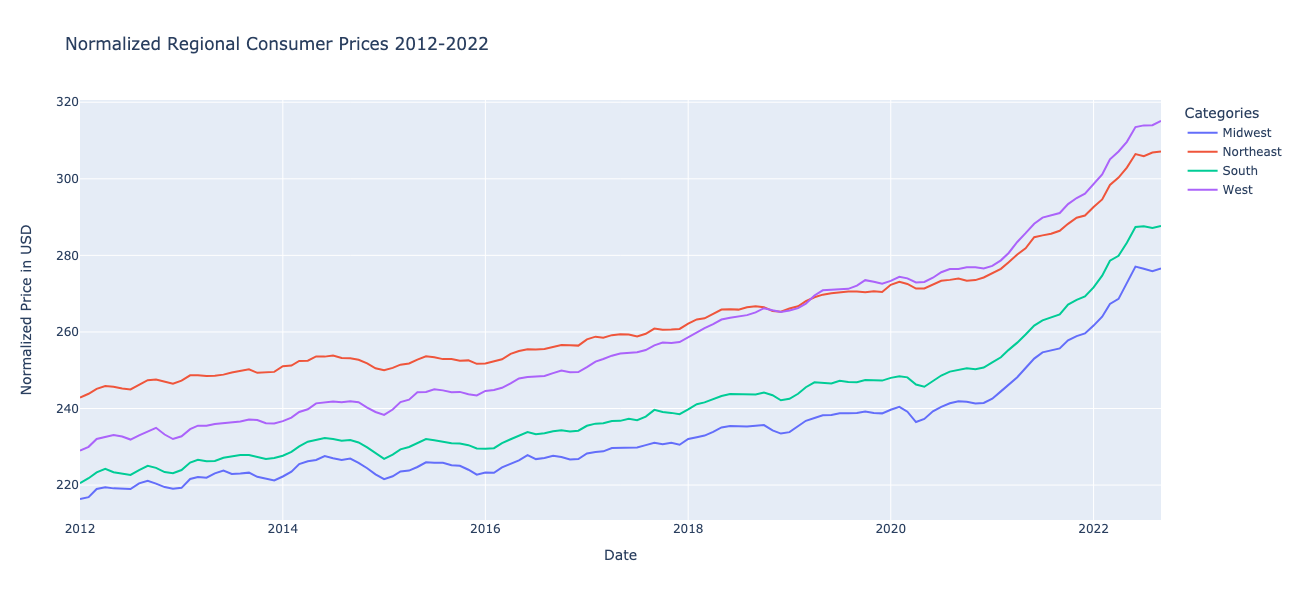 Normalized Regional Consumer Prices 2012-2022
Normalized Price in USD
320
300
280
260
240
220
2012
2014
2016
2018
2020
2022
Date
Categories
Midwest
Northeast
South
West